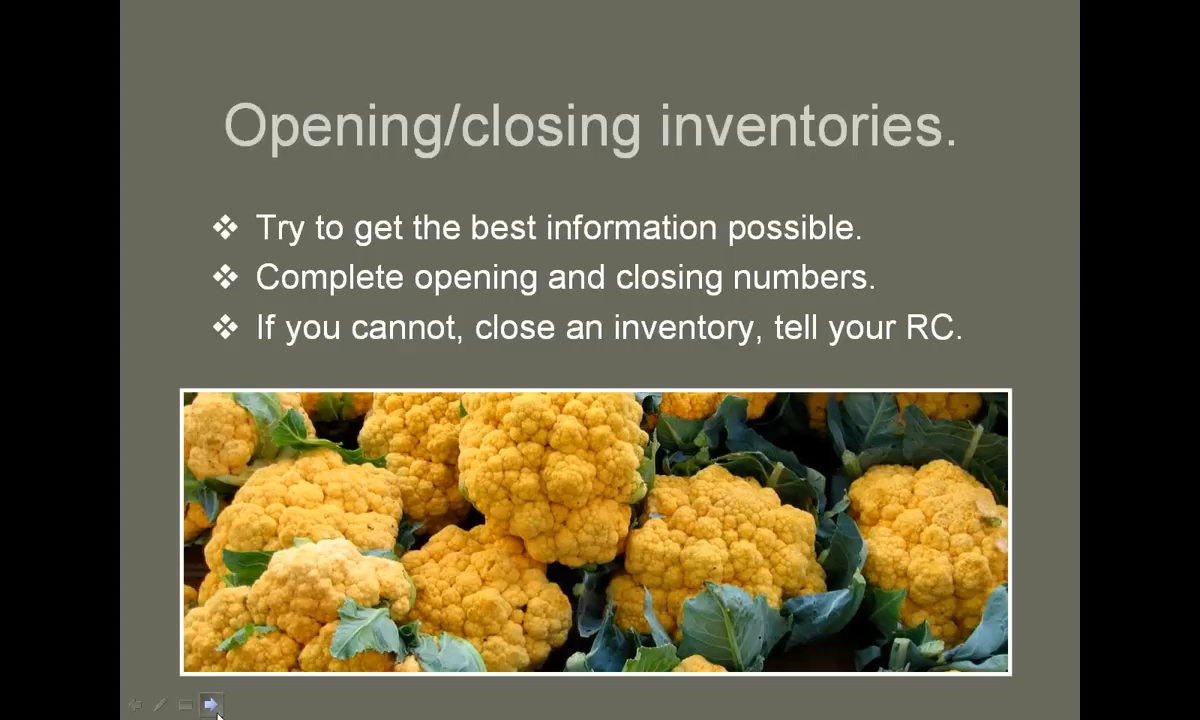 Opening/closing inventories.
Try to get the best information possible.
Complete opening and closing numbers.
If you cannot, close an inventory, tell your RC.